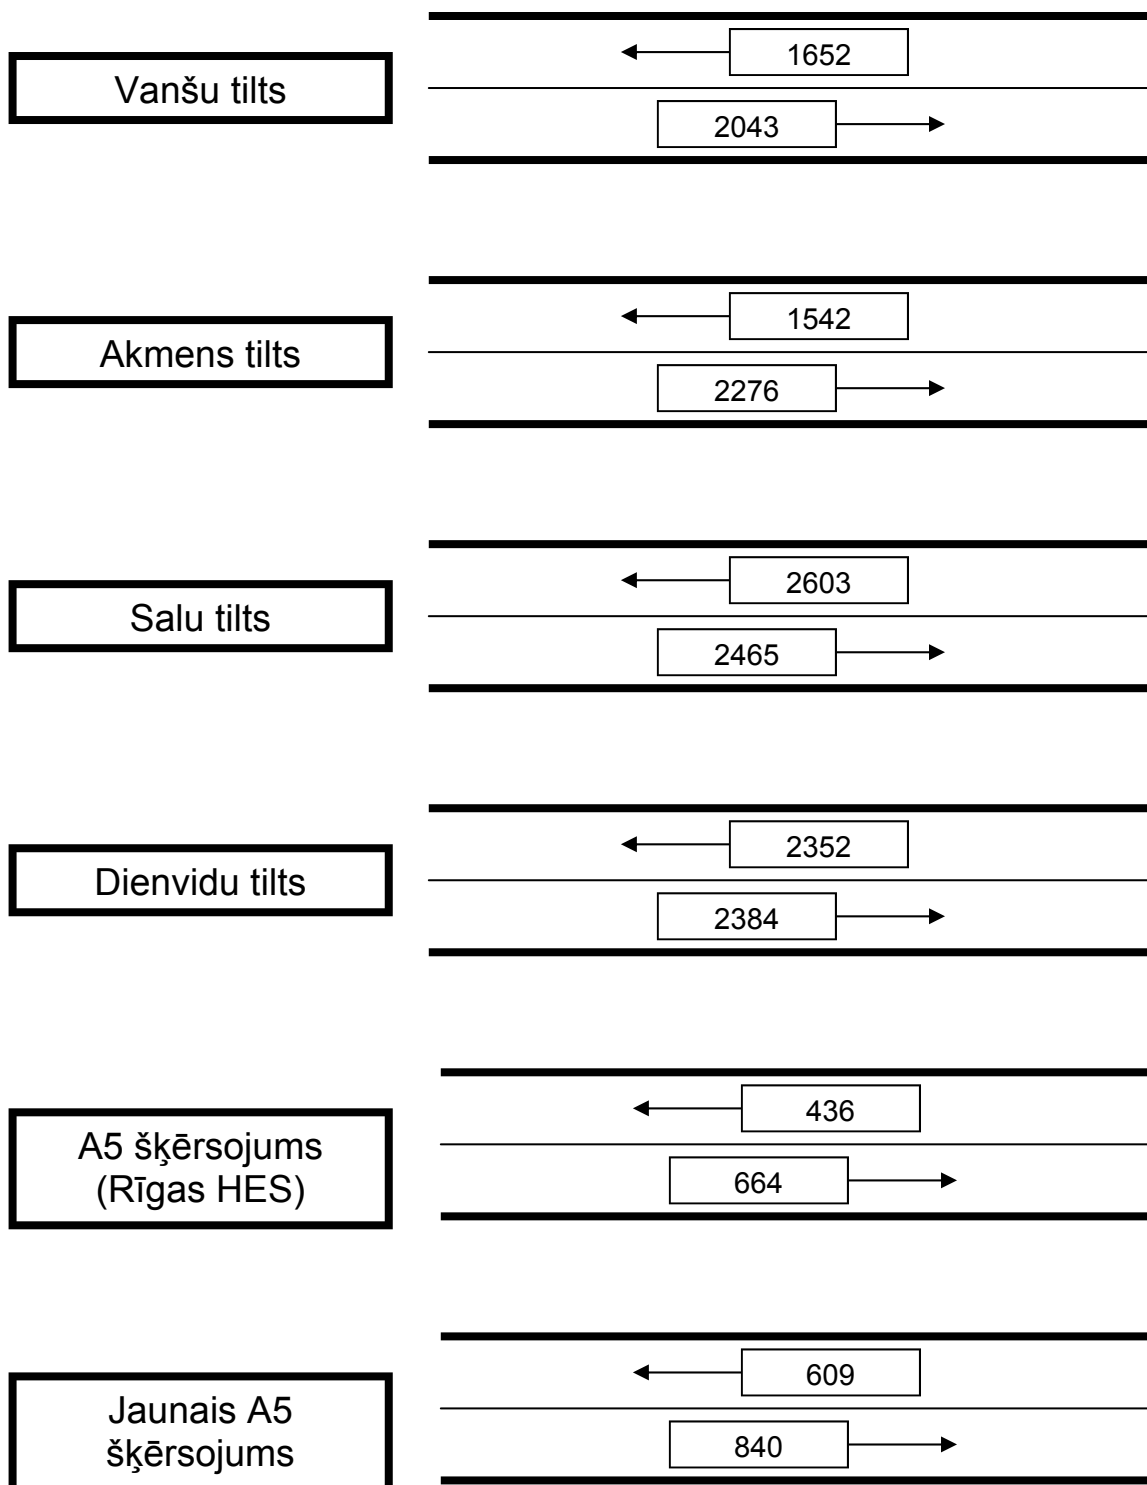 Vanšu tilts
1652
2043
Akmens tilts
1542
2276
Salu tilts
2603
2465
Dienvidu tilts
2352
2384
A5 šķērsojums
(Rīgas HES)
436
664
Jaunais A5
šķērsojums
609
840